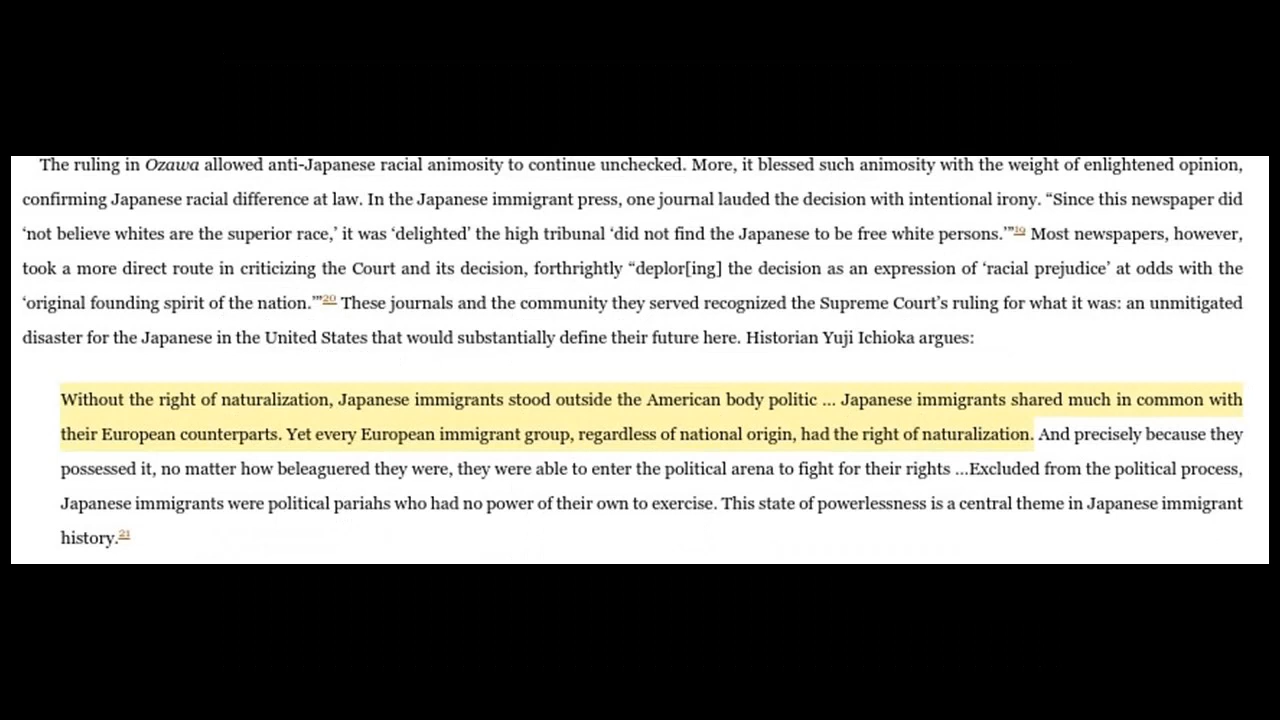 The ruling in Ozawa allowed anti-Japanese racial animosity to continue unchecked. More, it blessed such animosity with the weight of enlightened opinion,
confirming Japanese racial difference at law. In the Japanese immigrant press, one journal lauded the decision with intentional irony. “Since this newspaper did
‘not believe whites are the superior race,’ it was ‘delighted’ the high tribunal ‘did not find the Japanese to be free white persons.’”19 Most newspapers, however,
took a more direct route in criticizing the Court and its decision, forthrightly “deplor[ing] the decision as an expression of ‘racial prejudice’ at odds with the
‘original founding spirit of the nation.’”20 These journals and the community they served recognized the Supreme Court’s ruling for what it was: an unmitigated
disaster for the Japanese in the United States that would substantially define their future here. Historian Yuji Ichioka argues:
Without the right of naturalization, Japanese immigrants stood outside the American body politic ... Japanese immigrants shared much in common with
their European counterparts. Yet every European immigrant group, regardless of national origin, had the right of naturalization. And precisely because they
possessed it, no matter how beleaguered they were, they were able to enter the political arena to fight for their rights ...Excluded from the political process,
Japanese immigrants were political pariahs who had no power of their own to exercise. This state of powerlessness is a central theme in Japanese immigrant
history.21